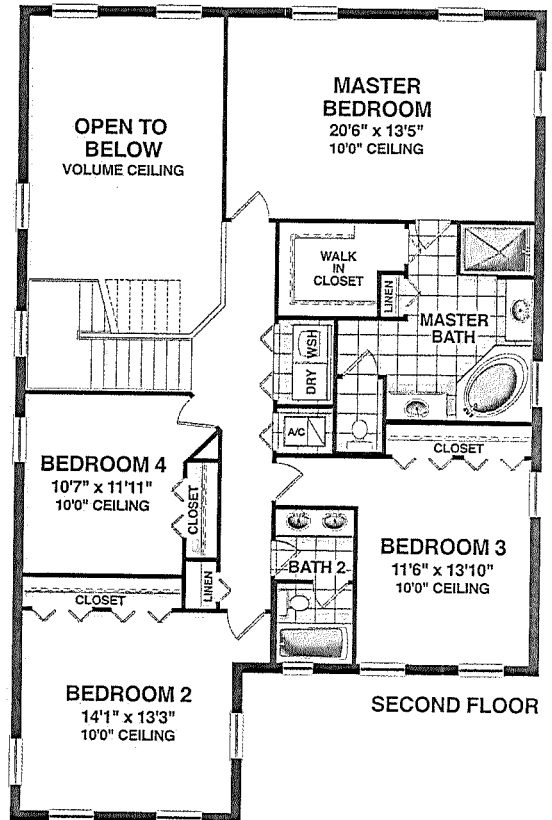 OPEN TO
BELOW
VOLUME CEILING
MASTER
BEDROOM
20'6" x 13'5"
10'0" CEILING
WALK
IN
CLOSET
LINEN
MASTER
BATH
WSH
DRY
A/C
CLOSET
BEDROOM 4
10'7" x 11'11"
10'0" CEILING
CLOSET
BEDROOM 3
11'6" x 13'10"
10'0" CEILING
BATH 2
LINEN
CLOSET
BEDROOM 2
14'1" x 13'3"
10'0" CEILING
SECOND FLOOR